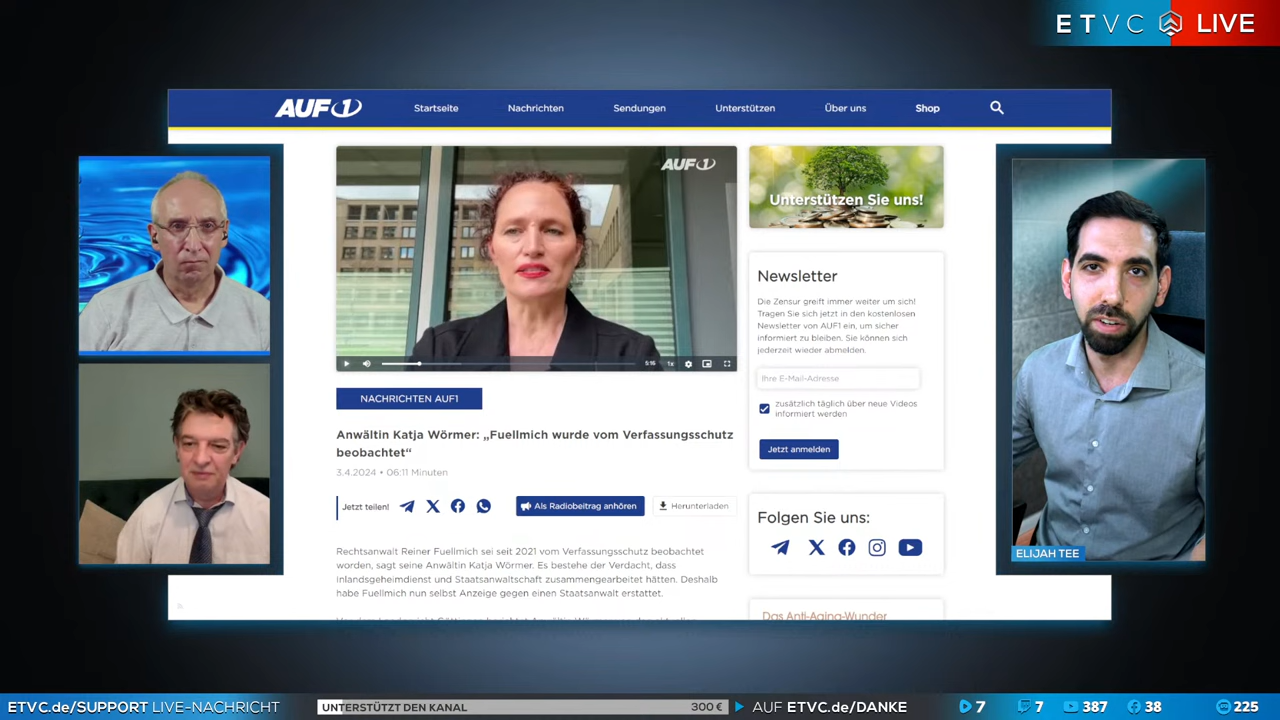 ETVC LIVE
AUF1
Startseite
Nachrichten
Sendungen
Unterstützen
Über uns
Shop
AUF1
5:16
1x
NACHRICHTEN AUF1
Anwältin Katja Wörmer: „Fuellmich wurde vom Verfassungsschutz
beobachtet“
3.4.2024 • 06:11 Minuten
Jetzt teilen!
Als Radiobeitrag anhören
Herunterladen
Rechtsanwalt Reiner Fuellmich sei seit 2021 vom Verfassungsschutz beobachtet
worden, sagt seine Anwältin Katja Wörmer. Es bestehe der Verdacht, dass
Inlandsgeheimdienst und Staatsanwaltschaft zusammengearbeitet hätten. Deshalb
habe Fuellmich nun selbst Anzeige gegen einen Staatsanwalt erstattet.
Unterstützen Sie uns!
Newsletter
Die Zensur greift immer weiter um sich!
Tragen Sie sich jetzt in den kostenlosen
Newsletter von AUF1 ein, um sicher
informiert zu bleiben. Sie können sich
jederzeit wieder abmelden.
Ihre E-Mail-Adresse
zusätzlich täglich über neue Videos
informiert werden
Jetzt anmelden
Folgen Sie uns:
Das Anti-Aging-Wunder
ELIJAH TEE
ETVC.de/SUPPORT LIVE-NACHRICHT
UNTERSTÜTZT DEN KANAL
300 €
AUF ETVC.de/DANKE
7
7
387
38
225